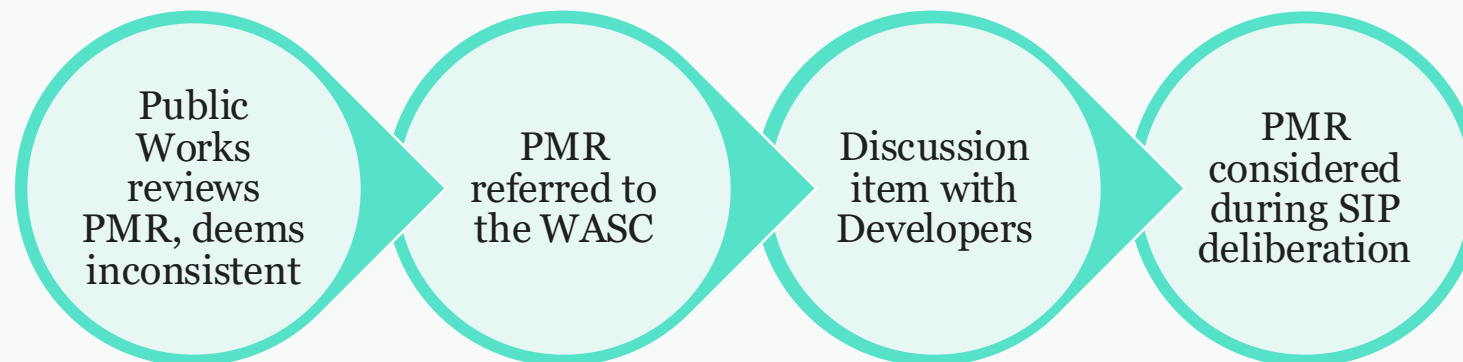 Public
Works
reviews
PMR, deems
inconsistent
PMR
referred to
the WASC
Discussion
item with
Developers
PMR
considered
during SIP
deliberation